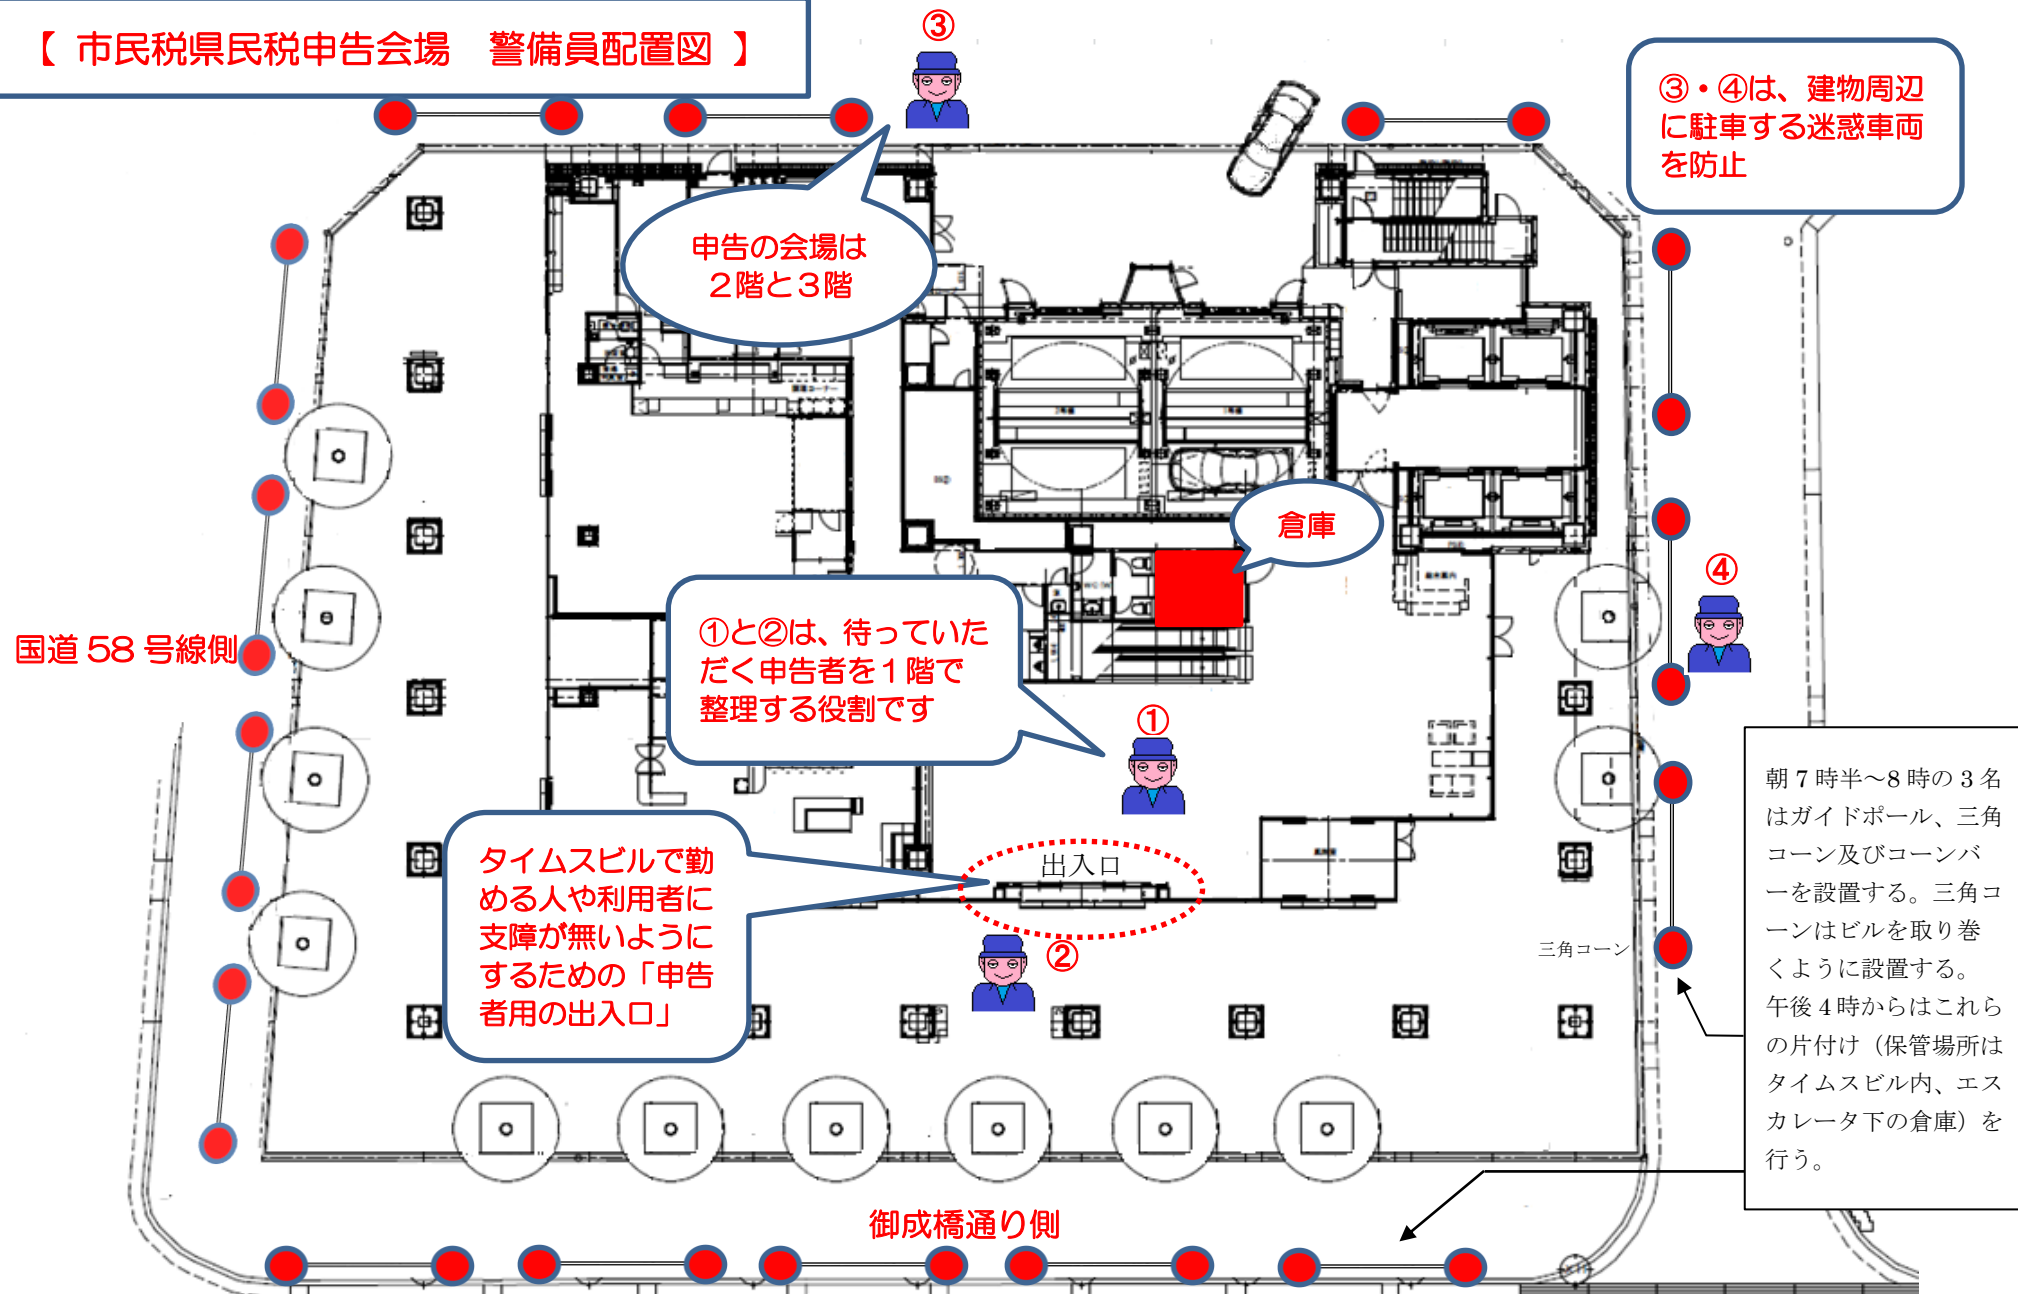 【 市民税県民税申告会場　警備員配置図 】
③
③・④は、建物周辺
に駐車する迷惑車両
を防止
申告の会場は
２階と３階
倉庫
④
国道 58 号線側
①と②は、待っていた
だく申告者を１階で
整理する役割です
①
朝 7 時半～8 時の 3 名
はガイドポール、三角
コーン及びコーンバ
ーを設置する。三角コ
ーンはビルを取り巻
くように設置する。
午後 4 時からはこれら
の片付け（保管場所は
タイムスビル内、エス
カレータ下の倉庫）を
行う。
タイムスビルで勤
める人や利用者に
支障が無いように
するための「申告
者用の出入口」
出入口
②
三角コーン
御成橋通り側